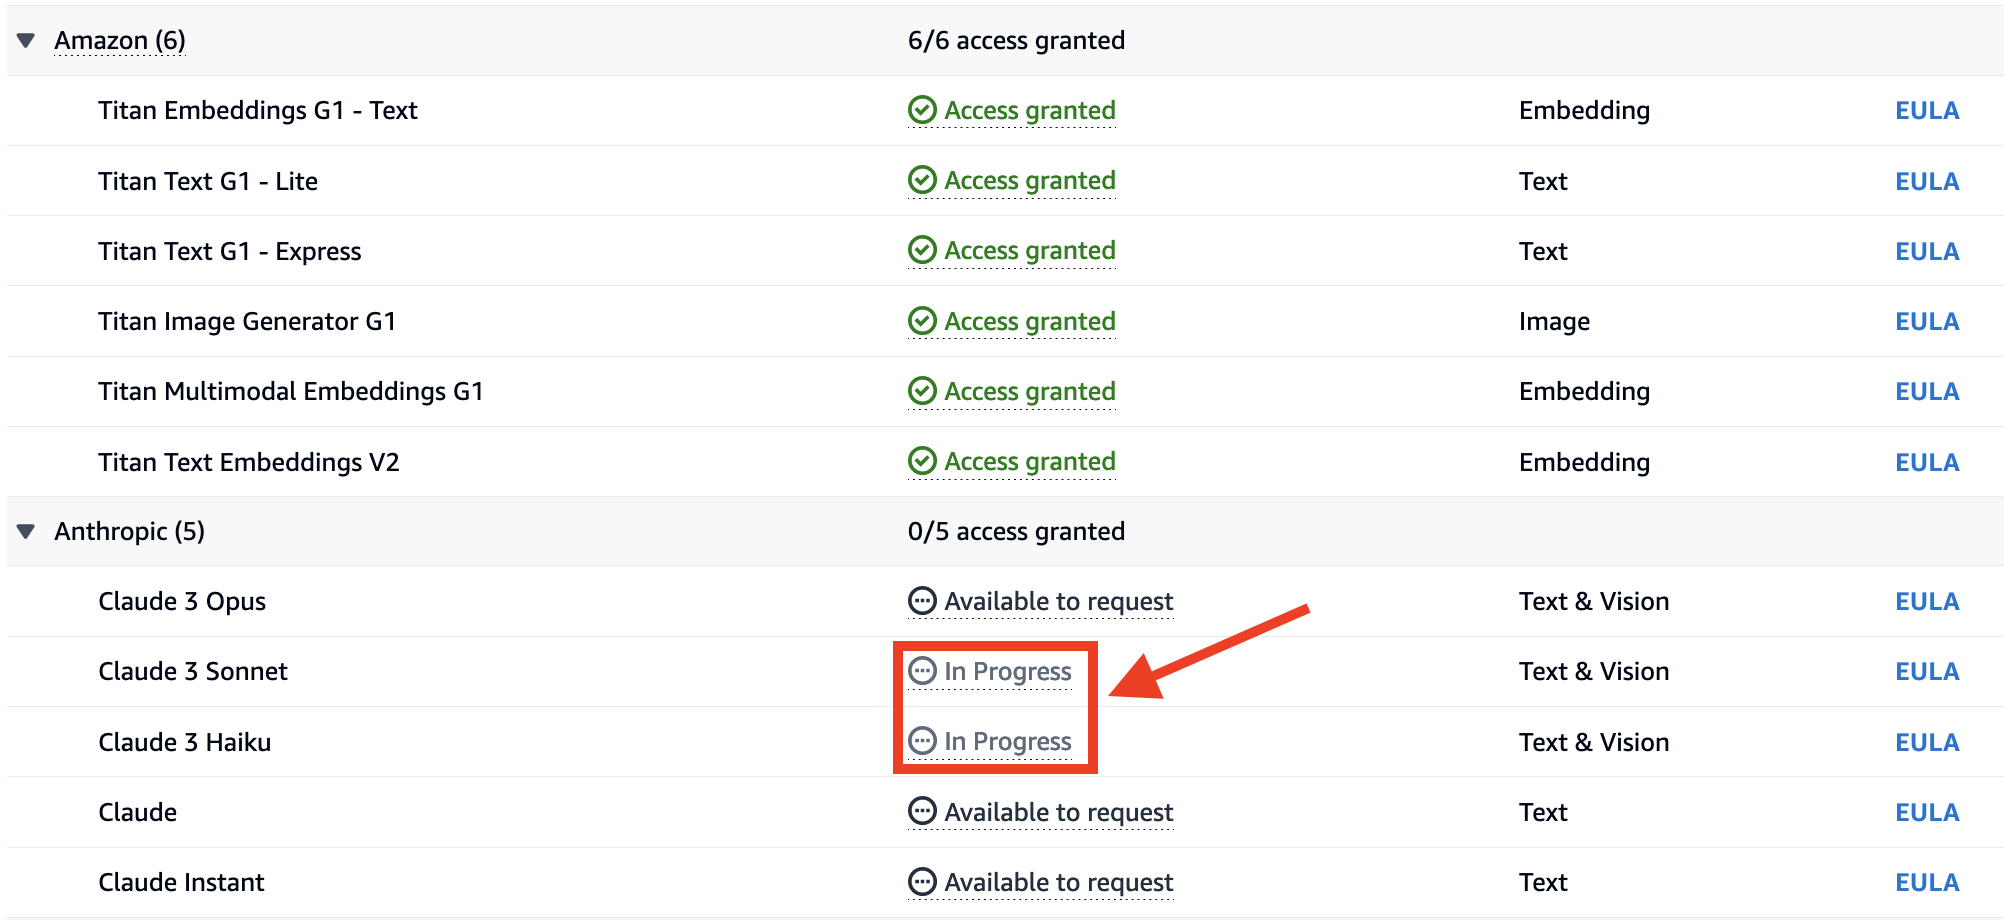 Amazon (6) 6/6 access granted
Titan Embeddings G1 - Text Access granted Embedding EULA
Titan Text G1 - Lite Access granted Text EULA
Titan Text G1 - Express Access granted Text EULA
Titan Image Generator G1 Access granted Image EULA
Titan Multimodal Embeddings G1 Access granted Embedding EULA
Titan Text Embeddings V2 Access granted Embedding EULA
Anthropic (5) 0/5 access granted
Claude 3 Opus Available to request Text & Vision EULA
Claude 3 Sonnet In Progress Text & Vision EULA
Claude 3 Haiku In Progress Text & Vision EULA
Claude Available to request Text EULA
Claude Instant Available to request Text EULA